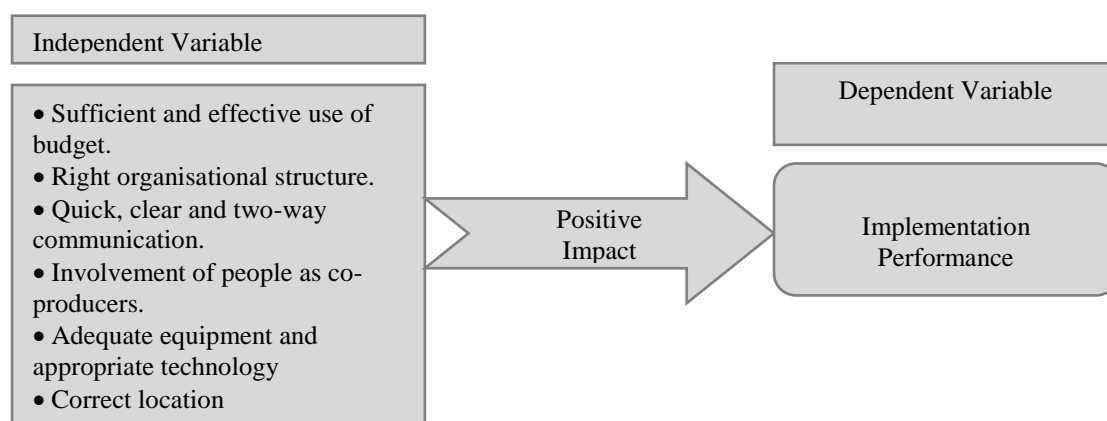 Independent Variable
• Sufficient and effective use of
budget.
• Right organisational structure.
• Quick, clear and two-way
communication.
• Involvement of people as co-
producers.
• Adequate equipment and
appropriate technology
• Correct location
Positive
Impact
Dependent Variable
Implementation
Performance